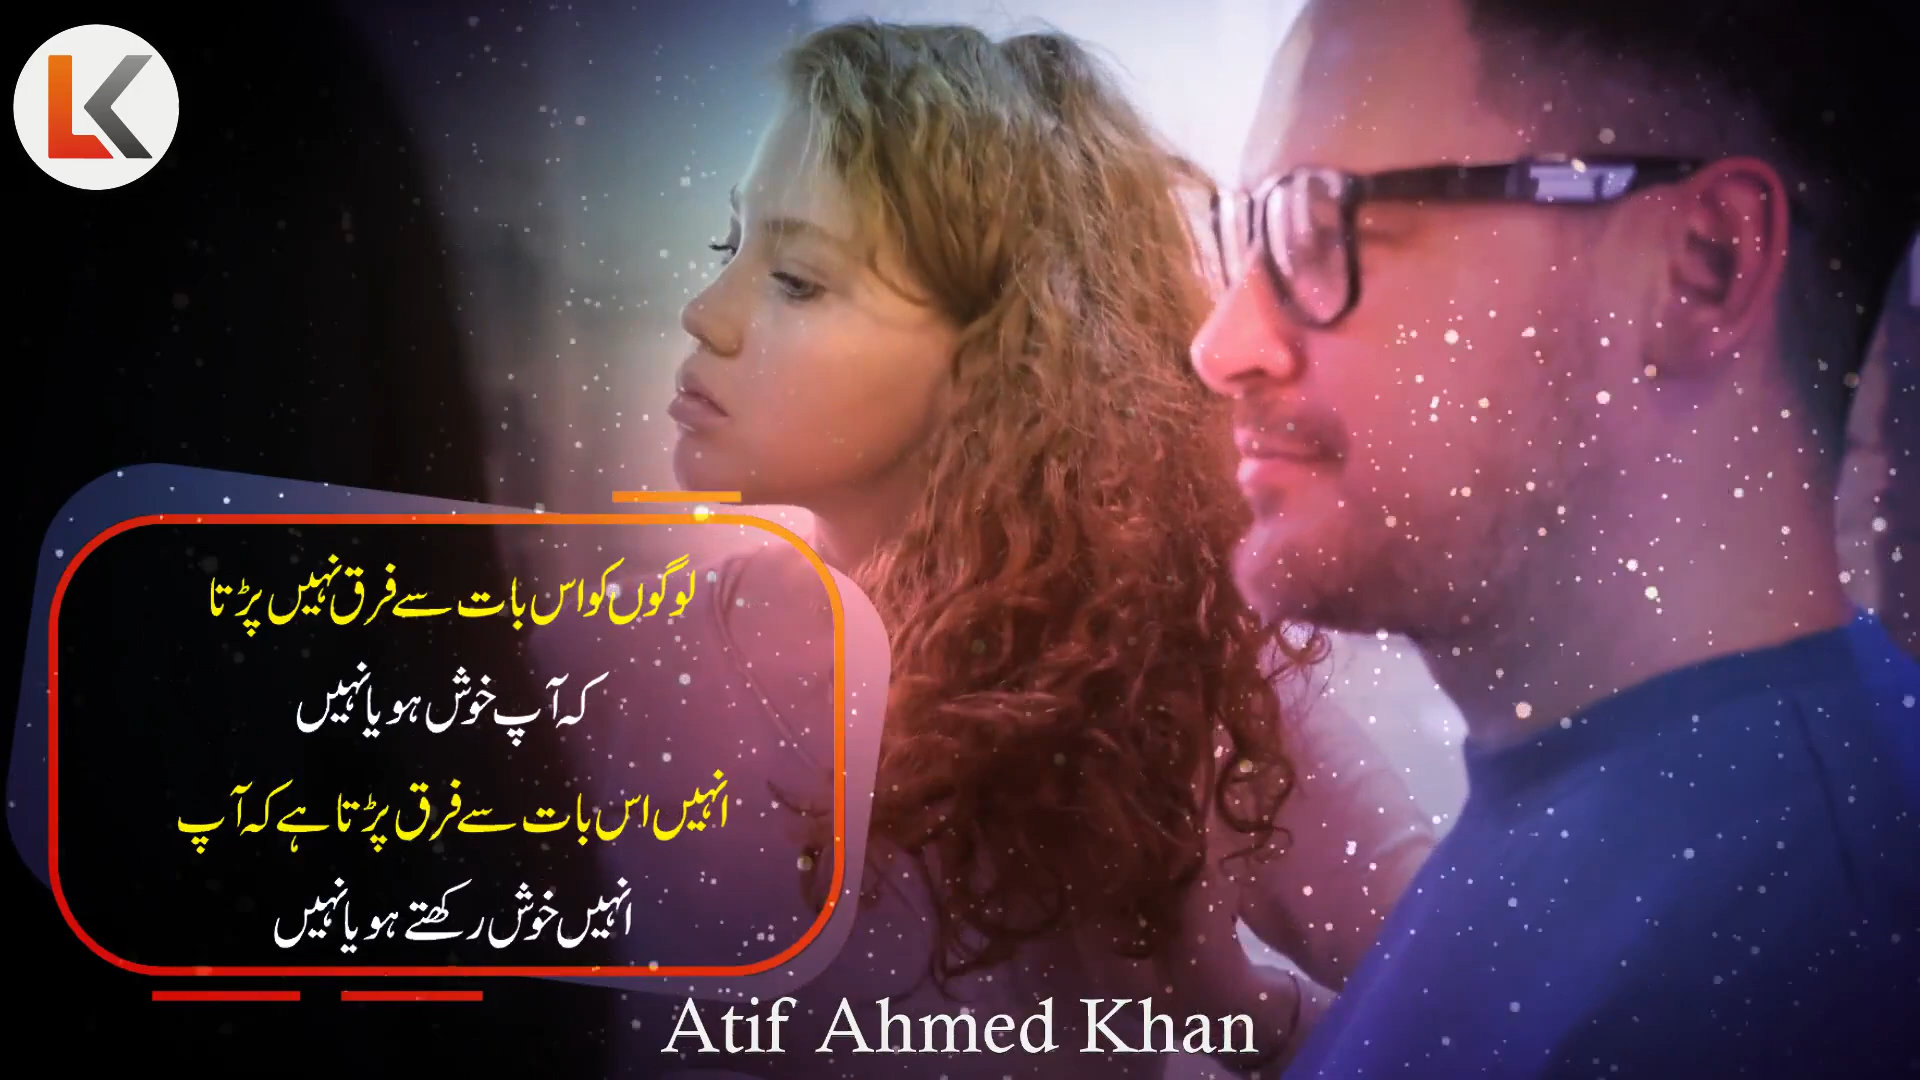 LK
لوگوں کو اس بات سے فرق نہیں پڑتا
کہ آپ خوش ہو یا نہیں
انہیں اس بات سے فرق پڑتا ہے کہ آپ
انہیں خوش رکھتے ہو یا نہیں
Atif Ahmed Khan